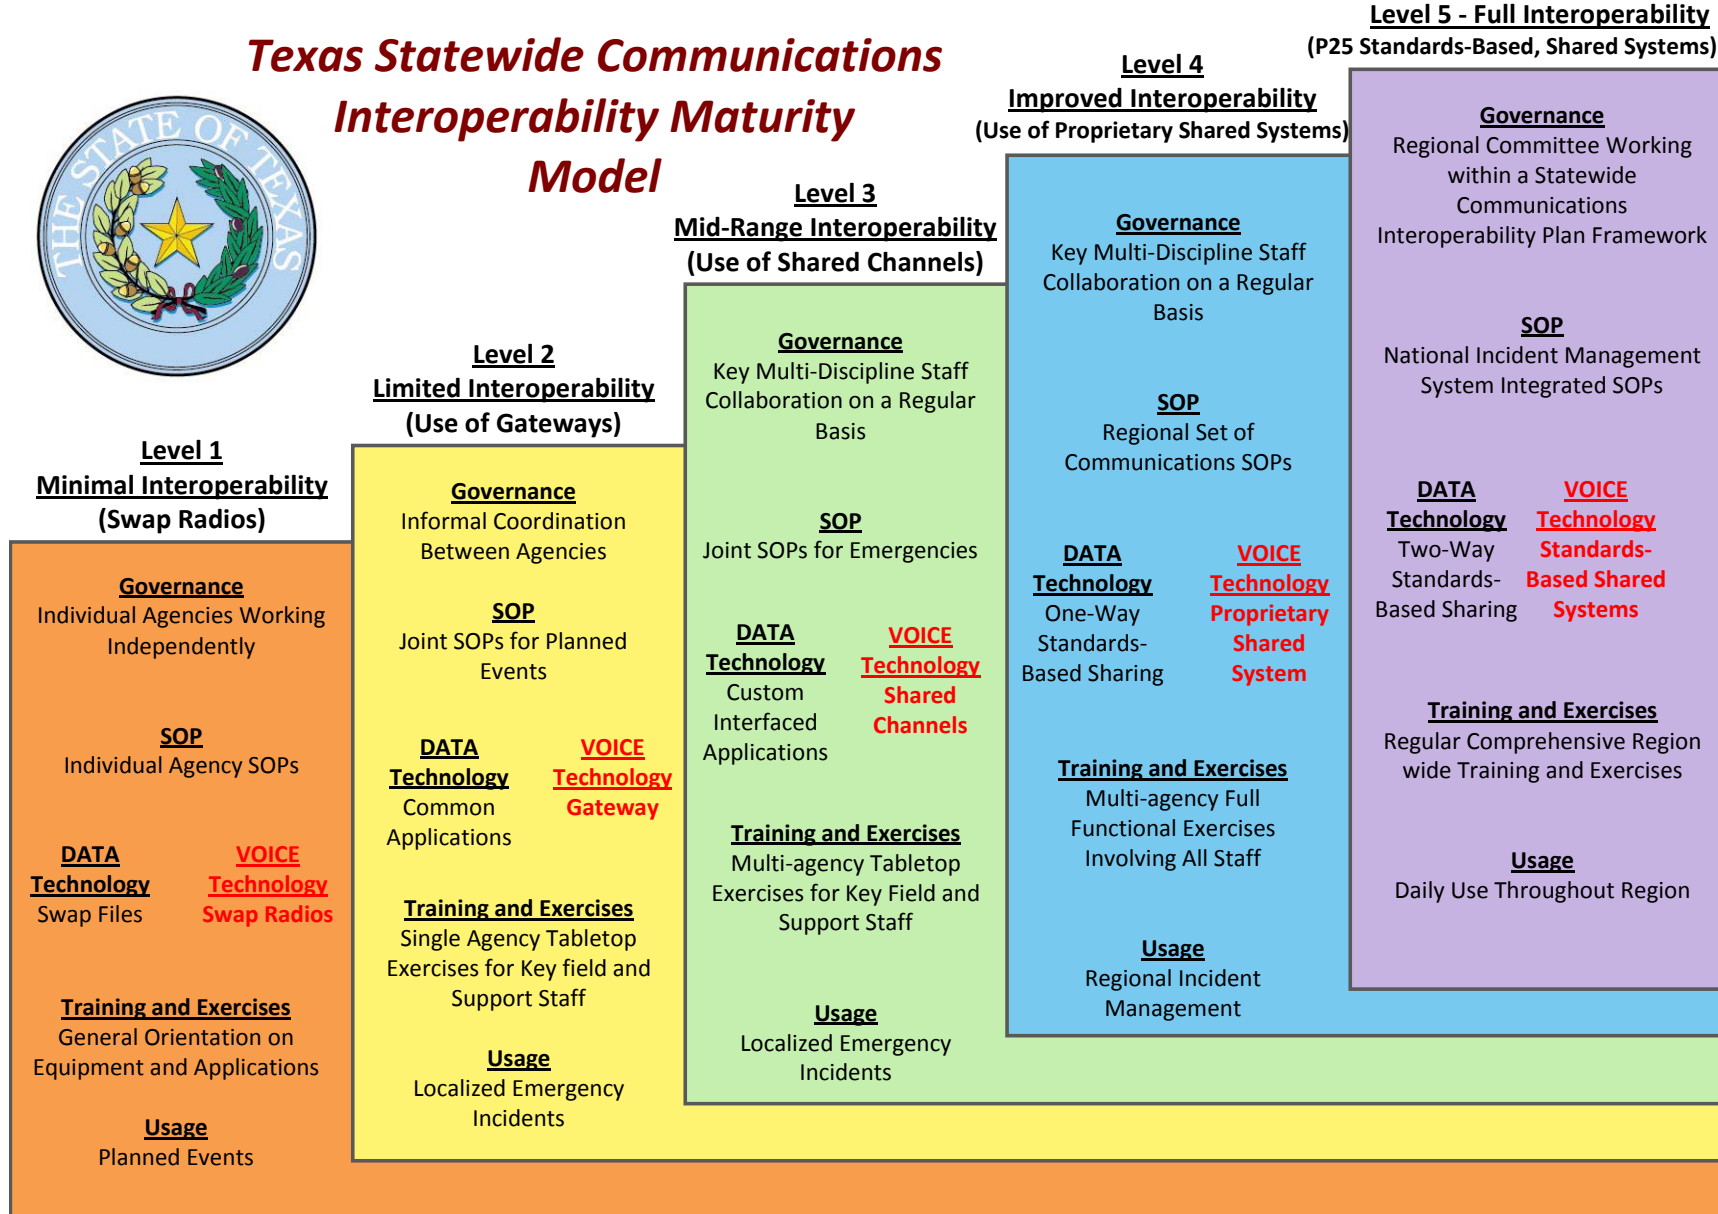 Texas Statewide Communications
Interoperability Maturity
Model
THE STATE OF TEXAS
Level 1
Minimal Interoperability
(Swap Radios)
Governance
Individual Agencies Working
Independently
SOP
Individual Agency SOPs
DATA
Technology
Swap Files
VOICE
Technology
Swap Radios
Training and Exercises
General Orientation on
Equipment and Applications
Usage
Planned Events
Level 2
Limited Interoperability
(Use of Gateways)
Governance
Informal Coordination
Between Agencies
SOP
Joint SOPs for Planned
Events
DATA
Technology
Common
Applications
VOICE
Technology
Gateway
Training and Exercises
Single Agency Tabletop
Exercises for Key field and
Support Staff
Usage
Localized Emergency
Incidents
Level 3
Mid-Range Interoperability
(Use of Shared Channels)
Governance
Key Multi-Discipline Staff
Collaboration on a Regular
Basis
SOP
Joint SOPs for Emergencies
DATA
Technology
Custom
Interfaced
Applications
VOICE
Technology
Shared
Channels
Training and Exercises
Multi-agency Tabletop
Exercises for Key Field and
Support Staff
Usage
Localized Emergency
Incidents
Level 4
Improved Interoperability
(Use of Proprietary Shared Systems)
Governance
Key Multi-Discipline Staff
Collaboration on a Regular
Basis
SOP
Regional Set of
Communications SOPs
DATA
Technology
One-Way
Standards-
Based Sharing
VOICE
Technology
Proprietary
Shared
System
Training and Exercises
Multi-agency Full
Functional Exercises
Involving All Staff
Usage
Regional Incident
Management
Level 5 - Full Interoperability
(P25 Standards-Based, Shared Systems)
Governance
Regional Committee Working
within a Statewide
Communications
Interoperability Plan Framework
SOP
National Incident Management
System Integrated SOPs
DATA
Technology
Two-Way
Standards-
Based Sharing
VOICE
Technology
Standards-
Based Shared
Systems
Training and Exercises
Regular Comprehensive Region
wide Training and Exercises
Usage
Daily Use Throughout Region